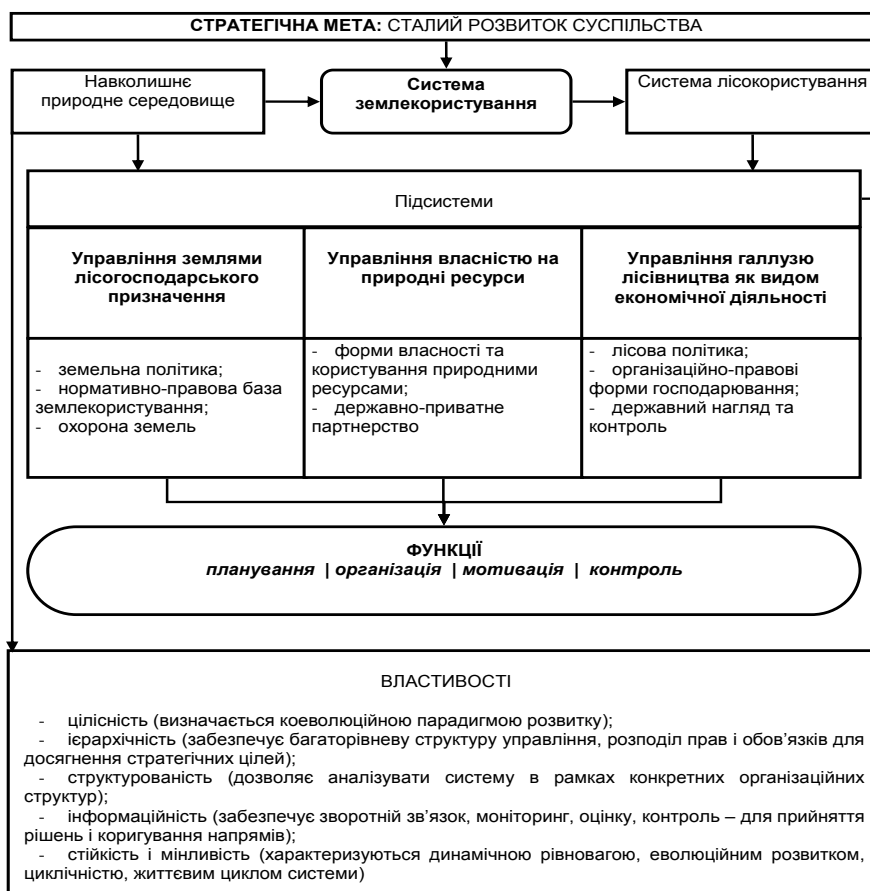 СТРАТЕГІЧНА МЕТА: СТАЛИЙ РОЗВИТОК СУСПІЛЬСТВА
Навколишнє
природне середовище
Система
землекористування
Система лісокористування
Підсистеми
Управління землями
лісогосподарського
призначення
Управління власністю на
природні ресурси
Управління галлузю
лісівництва як видом
економічної діяльності
- земельна політика;
- нормативно-правова база
землекористування;
- охорона земель
- форми власності та
користування природними
ресурсами;
- державно-приватне
партнерство
- лісова політика;
- організаційно-правові
форми господарювання;
- державний нагляд та
контроль
ФУНКЦІЇ
планування | організація | мотивація | контроль
ВЛАСТИВОСТІ
- цілісність (визначається коеволюційною парадигмою розвитку);
- ієрархічність (забезпечує багаторівневу структуру управління, розподіл прав і обов’язків для
досягнення стратегічних цілей);
- структурованість (дозволяє аналізувати систему в рамках конкретних організаційних
структур);
- інформаційність (забезпечує зворотній зв’язок, моніторинг, оцінку, контроль – для прийняття
рішень і коригування напрямів);
- стійкість і мінливість (характеризуються динамічною рівновагою, еволюційним розвитком,
циклічністю, життєвим циклом системи)